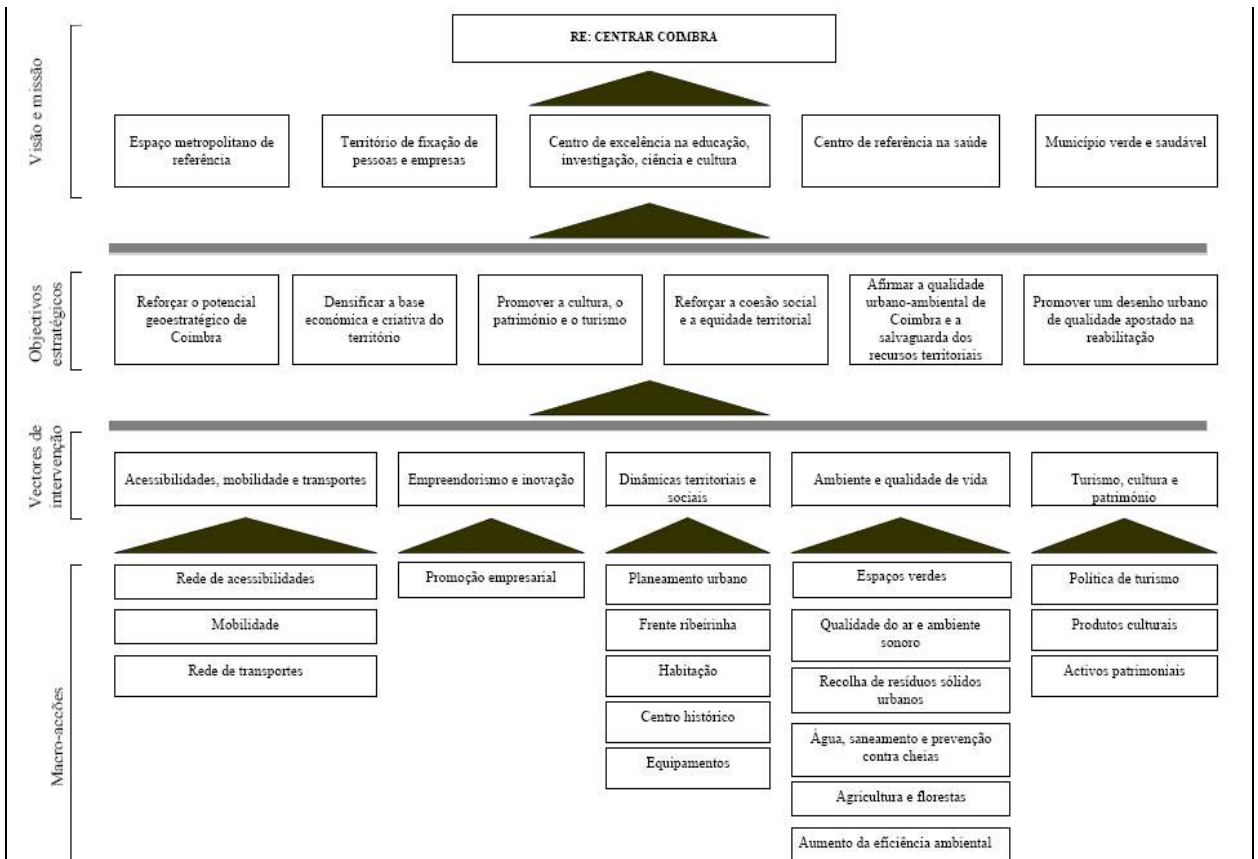 Visão e missão
RE: CENTRAR COIMBRA
Espaço metropolitano de
referência
Território de fixação de
pessoas e empresas
Centro de excelência na educação,
investigação, ciência e cultura
Centro de referência na saúde
Município verde e saudável
Objectivos
estratégicos
Reforçar o potencial
geoestratégico de
Coimbra
Densificar a base
económica e criativa do
território
Promover a cultura, o
património e o turismo
Reforçar a coesão social
e a equidade territorial
Afirmar a qualidade
urbano-ambiental de
Coimbra e a
salvaguarda dos
recursos territoriais
Promover um desenho urbano
de qualidade apostado na
reabilitação
Vectores de
intervenção
Acessibilidades, mobilidade e transportes
Empreendorismo e inovação
Dinâmicas territoriais e
sociais
Ambiente e qualidade de vida
Turismo, cultura e
património
Macro-acções
Rede de acessibilidades
Mobilidade
Rede de transportes
Promoção empresarial
Planeamento urbano
Frente ribeirinha
Habitação
Centro histórico
Equipamentos
Espaços verdes
Qualidade do ar e ambiente
sonoro
Recolha de resíduos sólidos
urbanos
Água, saneamento e prevenção
contra cheias
Agricultura e florestas
Aumento da eficiência ambiental
Política de turismo
Produtos culturais
Activos patrimoniais